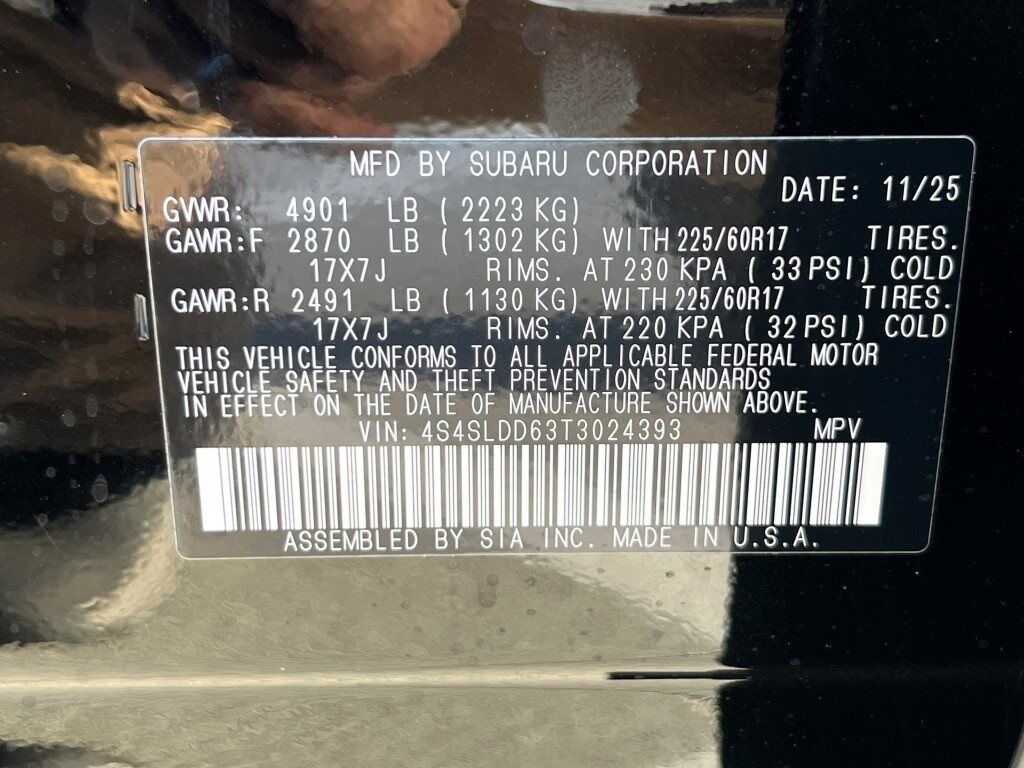 MFD BY SUBARU CORPORATION
DATE: 11/25
GVWR: 4901 LB ( 2223 KG)
GAWR:F 2870 LB ( 1302 KG) WITH 225/60R17 TIRES.
17X7J RIMS. AT 230 KPA ( 33 PSI) COLD
GAWR:R 2491 LB ( 1130 KG) WITH 225/60R17 TIRES.
17X7J RIMS. AT 220 KPA ( 32 PSI) COLD
THIS VEHICLE CONFORMS TO ALL APPLICABLE FEDERAL MOTOR
VEHICLE SAFETY AND THEFT PREVENTION STANDARDS
IN EFFECT ON THE DATE OF MANUFACTURE SHOWN ABOVE.
VIN: 4S4SLDD63T3024393 MPV
ASSEMBLED BY SIA INC. MADE IN U.S.A.